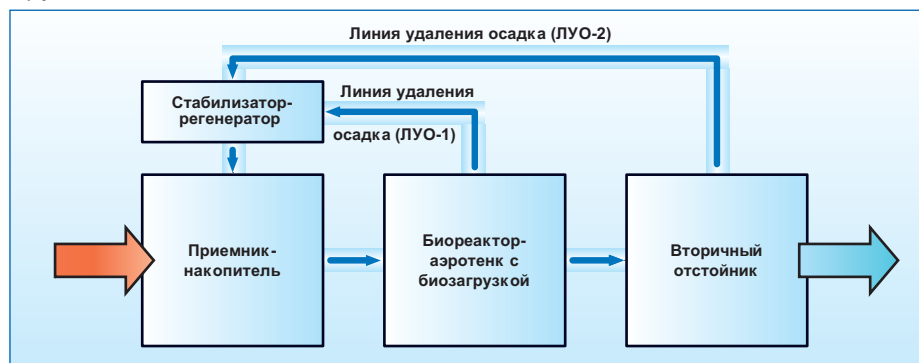 Линия удаления осадка (ЛУО-2)
Стабилизатор-
регенератор
Линия удаления
осадка (ЛУО-1)
Приемник-
накопитель
Биореактор-
аэротенк с
биозагрузкой
Вторичный
отстойник